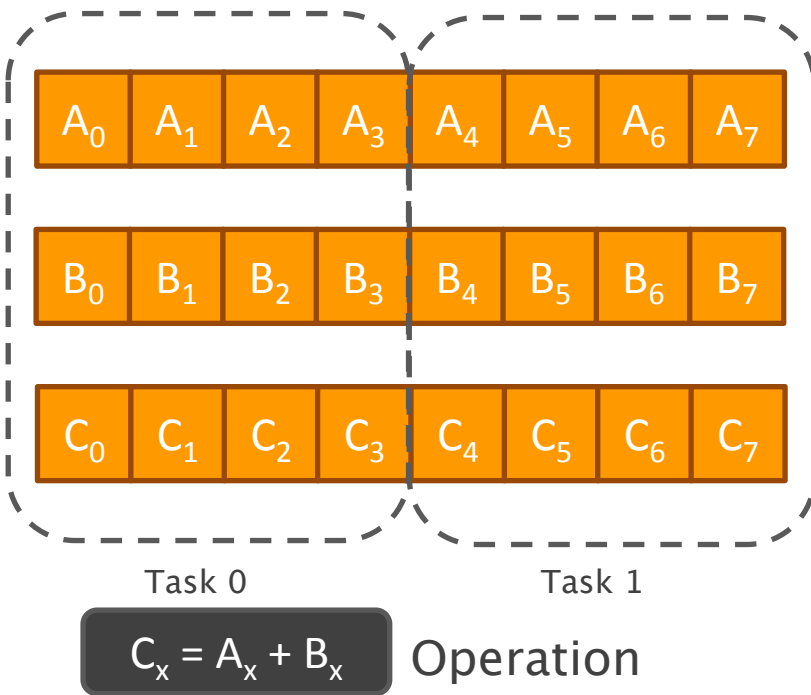 A₀ A₁ A₂ A₃ A₄ A₅ A₆ A₇
B₀ B₁ B₂ B₃ B₄ B₅ B₆ B₇
C₀ C₁ C₂ C₃ C₄ C₅ C₆ C₇
Task 0 Task 1
Cₓ = Aₓ + Bₓ Operation